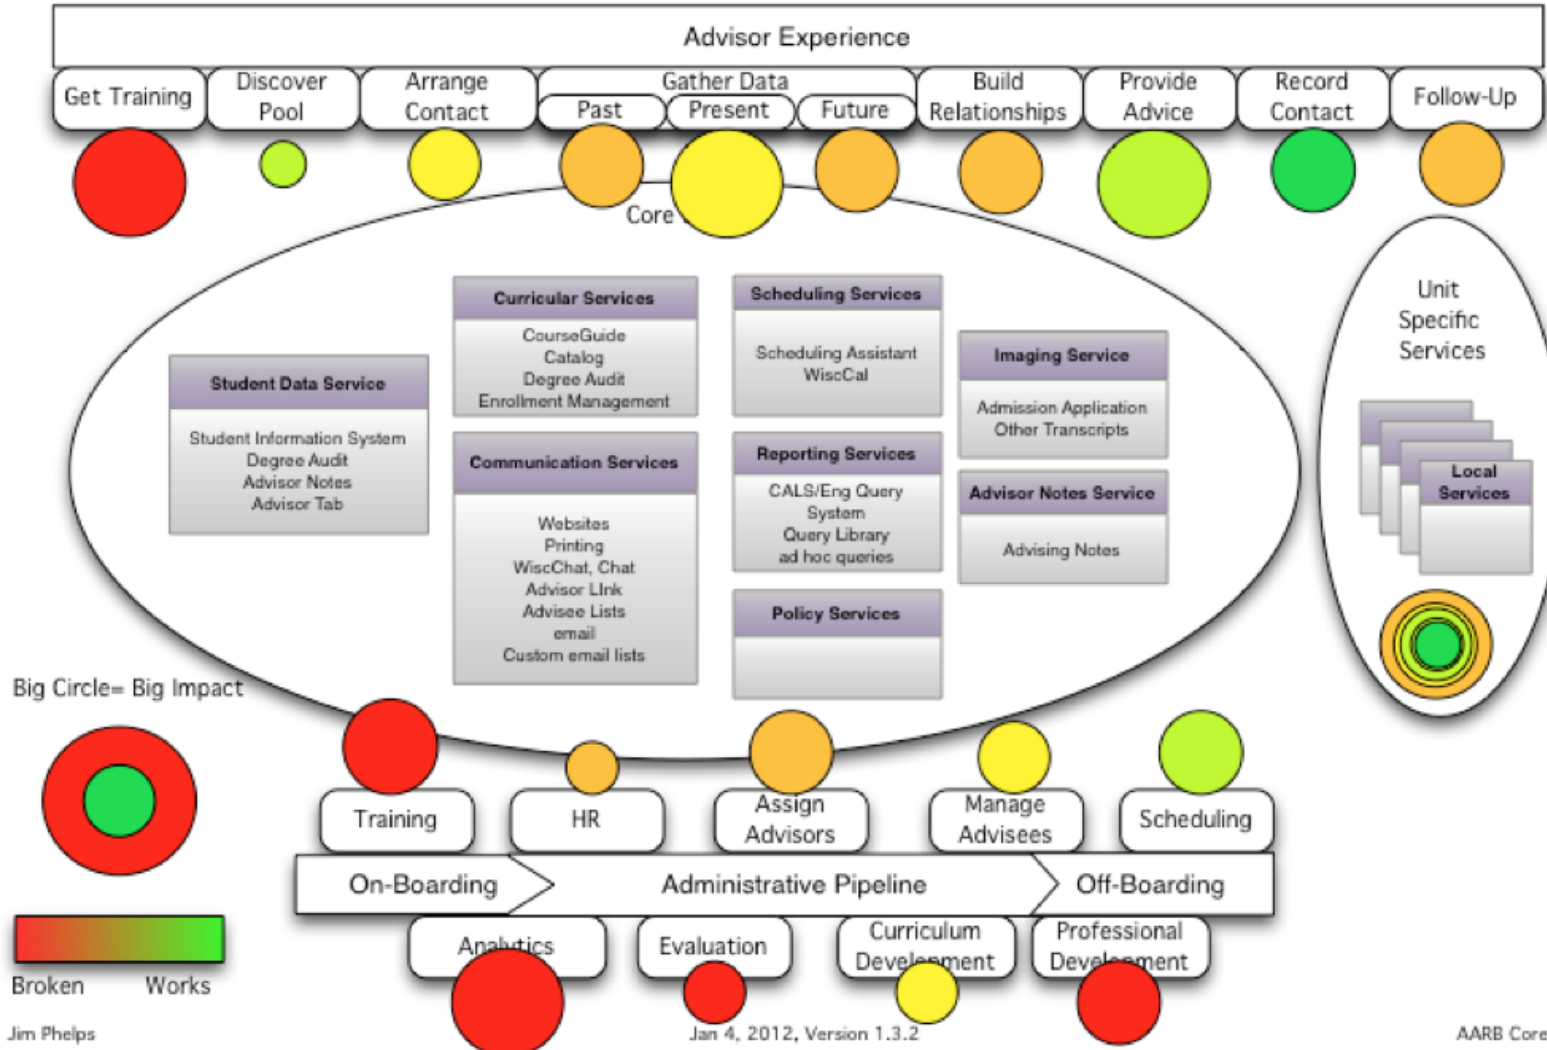 Advisor Experience
Get Training
Discover
Pool
Arrange
Contact
Gather Data
Past
Present
Future
Build
Relationships
Provide
Advice
Record
Contact
Follow-Up
Core
Curricular Services
CourseGuide
Catalog
Degree Audit
Enrollment Management
Scheduling Services
Scheduling Assistant
WiscCal
Imaging Service
Admission Application
Other Transcripts
Student Data Service
Student Information System
Degree Audit
Advisor Notes
Advisor Tab
Communication Services
Websites
Printing
WiscChat, Chat
Advisor LInk
Advisee Lists
email
Custom email lists
Reporting Services
CALS/Eng Query
System
Query Library
ad hoc queries
Advisor Notes Service
Advising Notes
Policy Services
Unit
Specific
Services
Local
Services
Big Circle= Big Impact
Broken
Works
Training
HR
Assign
Advisors
Manage
Advisees
Scheduling
On-Boarding
Administrative Pipeline
Off-Boarding
Analytics
Evaluation
Curriculum
Development
Professional
Development
Jim Phelps
Jan 4, 2012, Version 1.3.2
AARB Core